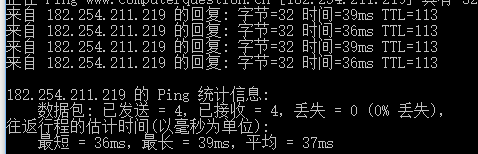 正在 Ping www.computerquestion.cn [182.254.211.219] 具有 32
来自 182.254.211.219 的回复: 字节=32 时间=39ms TTL=113
来自 182.254.211.219 的回复: 字节=32 时间=36ms TTL=113
来自 182.254.211.219 的回复: 字节=32 时间=36ms TTL=113
来自 182.254.211.219 的回复: 字节=32 时间=36ms TTL=113
182.254.211.219 的 Ping 统计信息:
数据包: 已发送 = 4，已接收 = 4，丢失 = 0 (0% 丢失)，
往返行程的估计时间(以毫秒为单位):
最短 = 36ms，最长 = 39ms，平均 = 37ms